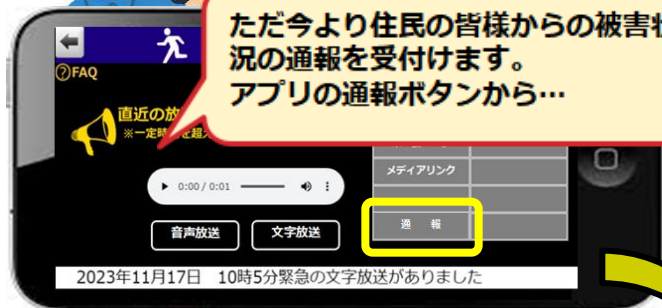 ただ今より住民の皆様からの被害状
況の通報を受付けます。
アプリの通報ボタンから…
?FAQ
直近の放
※一定時を超
メディアリンク
0:00 / 0:01
通 報
音声放送
文字放送
2023年11月17日 10時5分緊急の文字放送がありました